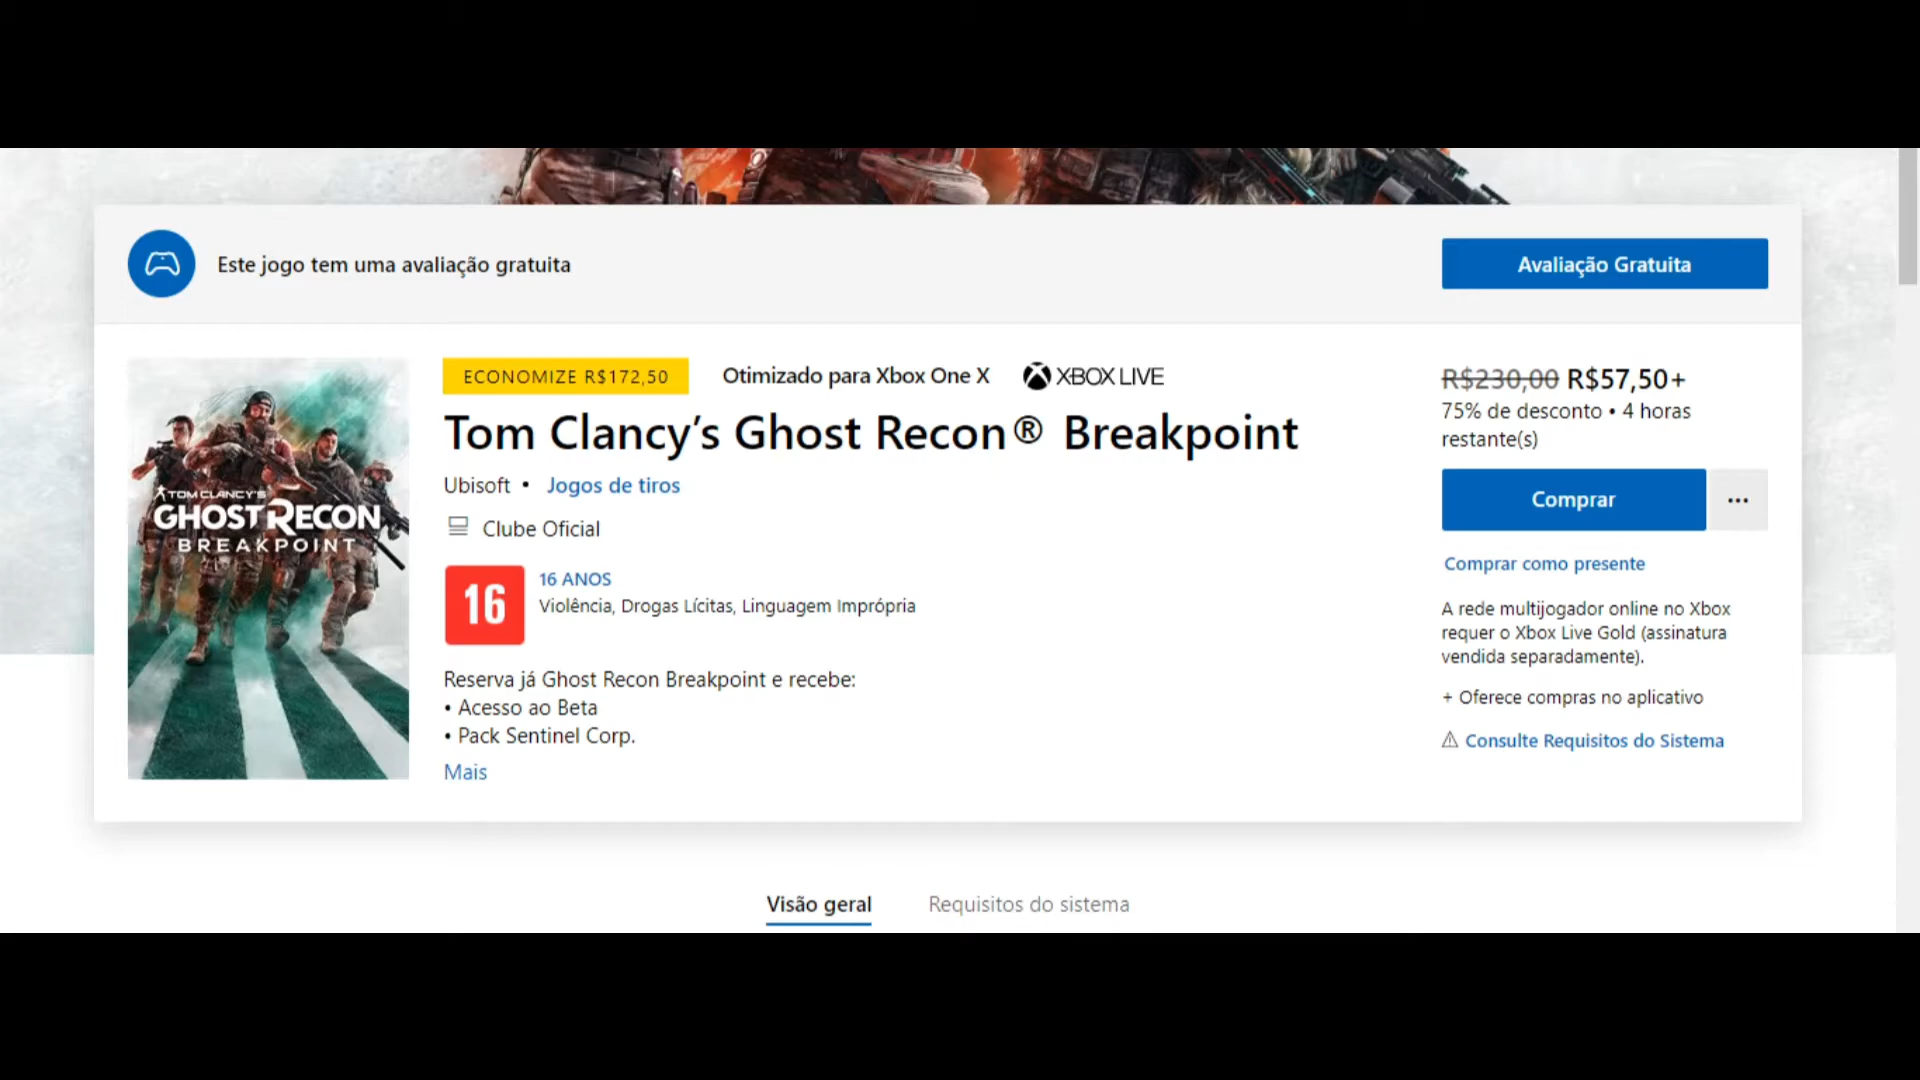 Este jogo tem uma avaliação gratuita
Avaliação Gratuita
TOM CLANCY'S
GHOST RECON
BREAKPOINT
ECONOMIZE R$172,50
Otimizado para Xbox One X
XBOX LIVE
Tom Clancy’s Ghost Recon® Breakpoint
Ubisoft • Jogos de tiros
Clube Oficial
16
16 ANOS
Violência, Drogas Lícitas, Linguagem Imprópria
Reserva já Ghost Recon Breakpoint e recebe:
• Acesso ao Beta
• Pack Sentinel Corp.
Mais
R$230,00 R$57,50+
75% de desconto • 4 horas
restante(s)
Comprar
Comprar como presente
A rede multijogador online no Xbox
requer o Xbox Live Gold (assinatura
vendida separadamente).
+ Oferece compras no aplicativo
Consulte Requisitos do Sistema
Visão geral
Requisitos do sistema